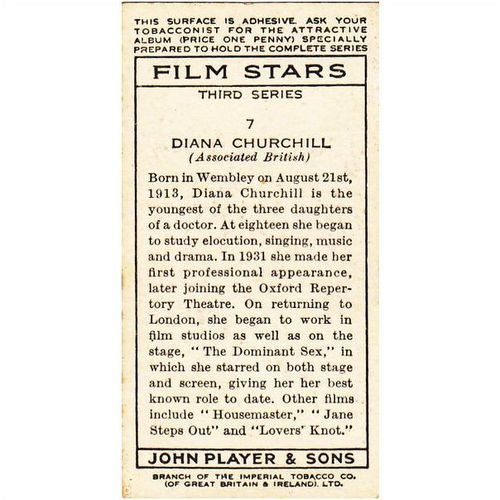 THIS SURFACE IS ADHESIVE. ASK YOUR
TOBACCONIST FOR THE ATTRACTIVE
ALBUM (PRICE ONE PENNY) SPECIALLY
PREPARED TO HOLD THE COMPLETE SERIES
FILM STARS
THIRD SERIES
7
DIANA CHURCHILL
(Associated British)
Born in Wembley on August 21st,
1913, Diana Churchill is the
youngest of the three daughters
of a doctor. At eighteen she began
to study elocution, singing, music
and drama. In 1931 she made her
first professional appearance,
later joining the Oxford Reper-
tory Theatre. On returning to
London, she began to work in
film studios as well as on the
stage, "The Dominant Sex," in
which she starred on both stage
and screen, giving her her best
known role to date. Other films
include "Housemaster," "Jane
Steps Out" and "Lovers' Knot."
JOHN PLAYER & SONS
BRANCH OF THE IMPERIAL TOBACCO CO.
(OF GREAT BRITAIN & IRELAND). LTD.